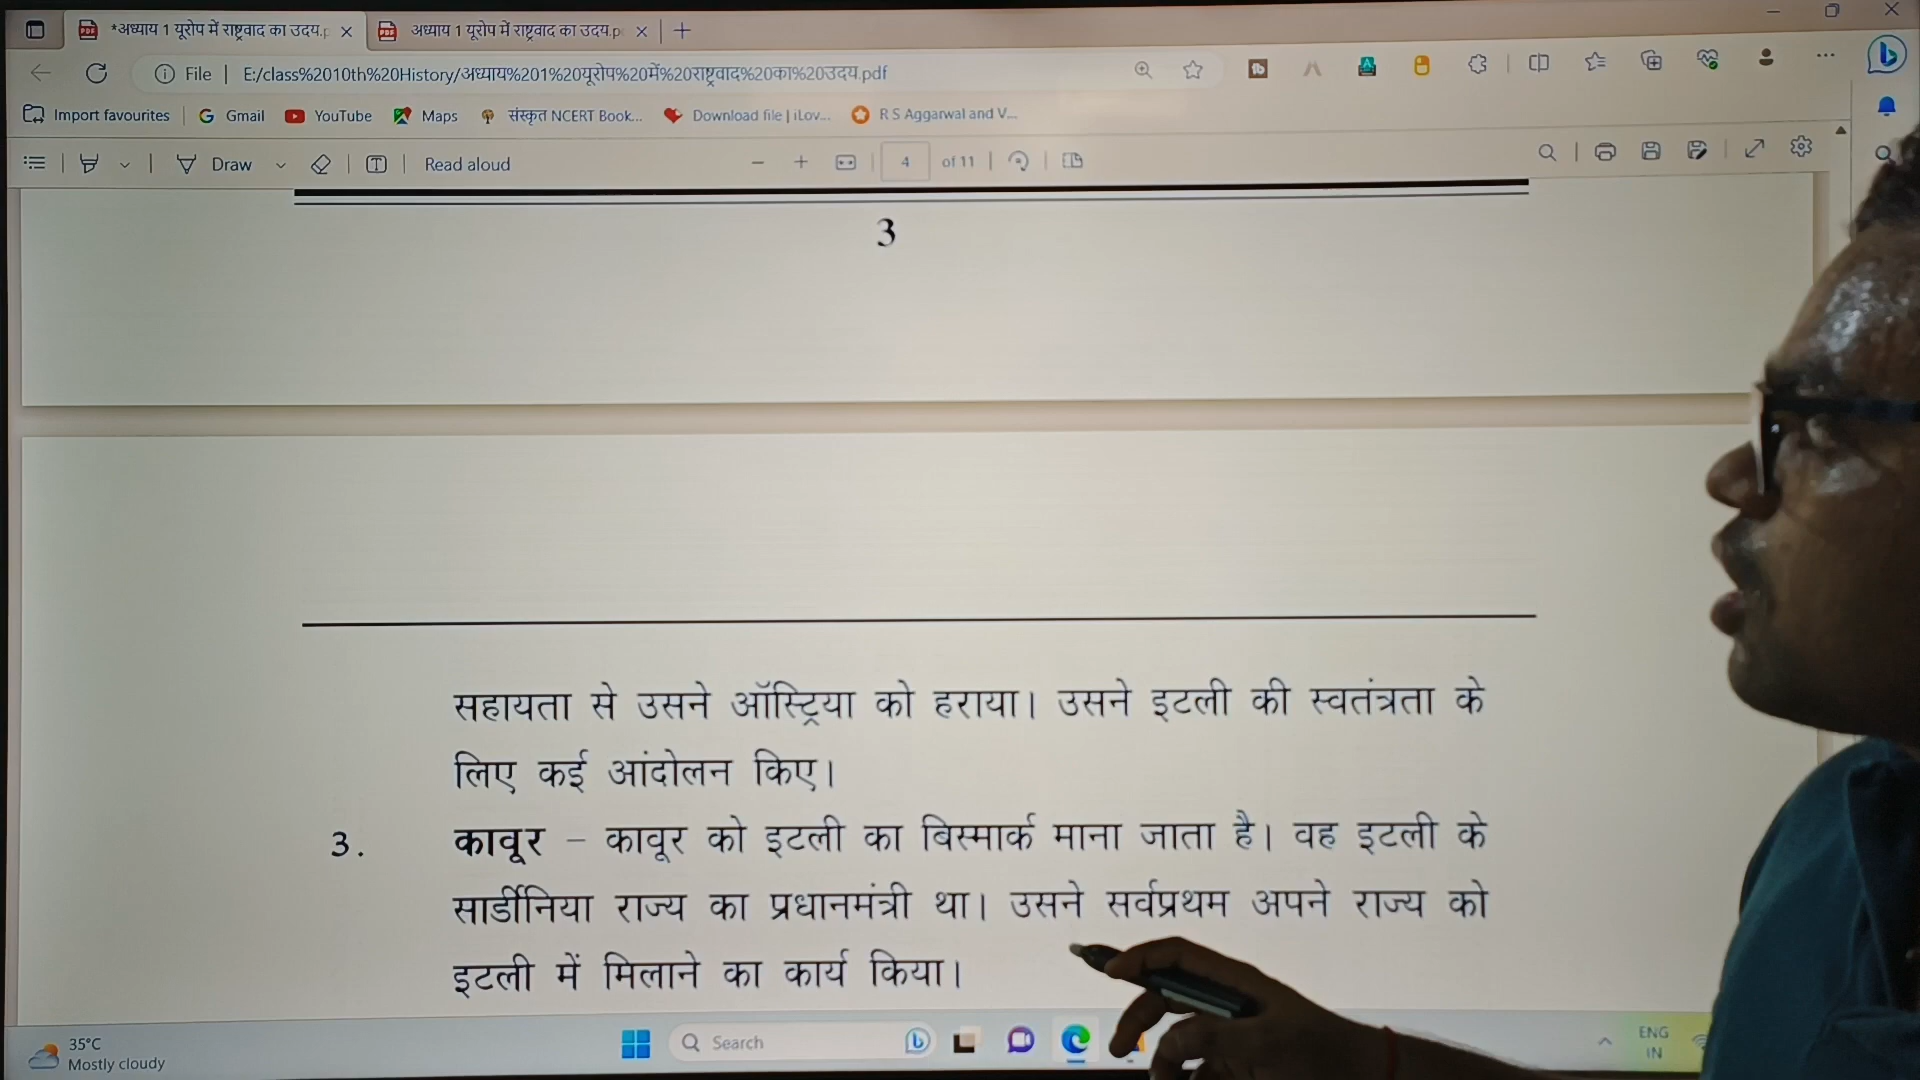 *अध्याय 1 यूरोप में राष्ट्रवाद का उदय.p
अध्याय 1 यूरोप में राष्ट्रवाद का उदय.p
File | E:/class%2010th%20History/अध्याय%201%20यूरोप%20में%20राष्ट्रवाद%20का%20उदय.pdf
Import favourites Gmail YouTube Maps संस्कृत NCERT Book... Download file | iLov... R S Aggarwal and V...
Draw Read aloud 4 of 11
3
सहायता से उसने ऑस्ट्रिया को हराया। उसने इटली की स्वतंत्रता के
लिए कई आंदोलन किए।
3. कावूर – कावूर को इटली का बिस्मार्क माना जाता है। वह इटली के
सार्डीनिया राज्य का प्रधानमंत्री था। उसने सर्वप्रथम अपने राज्य को
इटली में मिलाने का कार्य किया।
35°C
Mostly cloudy
Search
ENG
IN